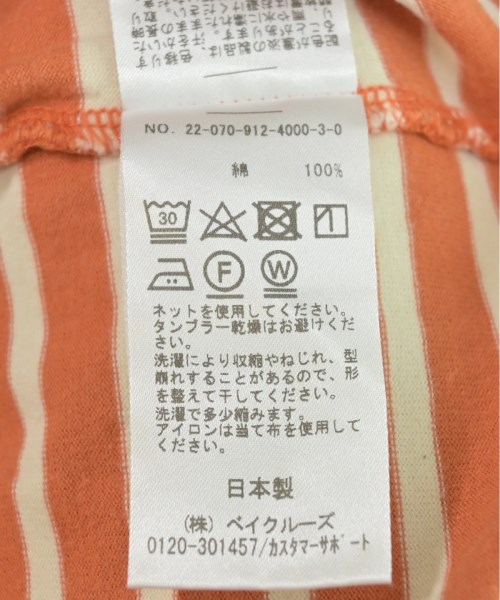 NO. 22-070-912-4000-3-0
綿 100%
30
F W
ネットを使用してください。
タンブラー乾燥はお避けくだ
さい。
洗濯により収縮やねじれ、型
崩れすることがあるので、形
を整えて干してください。
洗濯で多少縮みます。
アイロンは当て布を使用して
ください。
日本製
(株) ベイクルーズ
0120-301457/カスタマーサポート